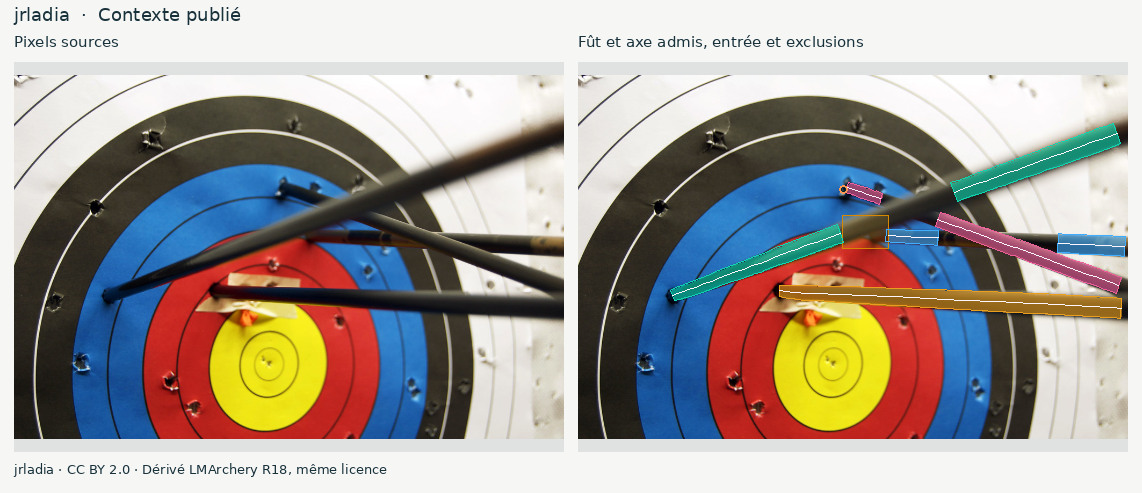 jrladia · Contexte publié
Pixels sources
Fût et axe admis, entrée et exclusions
jrladia · CC BY 2.0 · Dérivé LMArchery R18, même licence